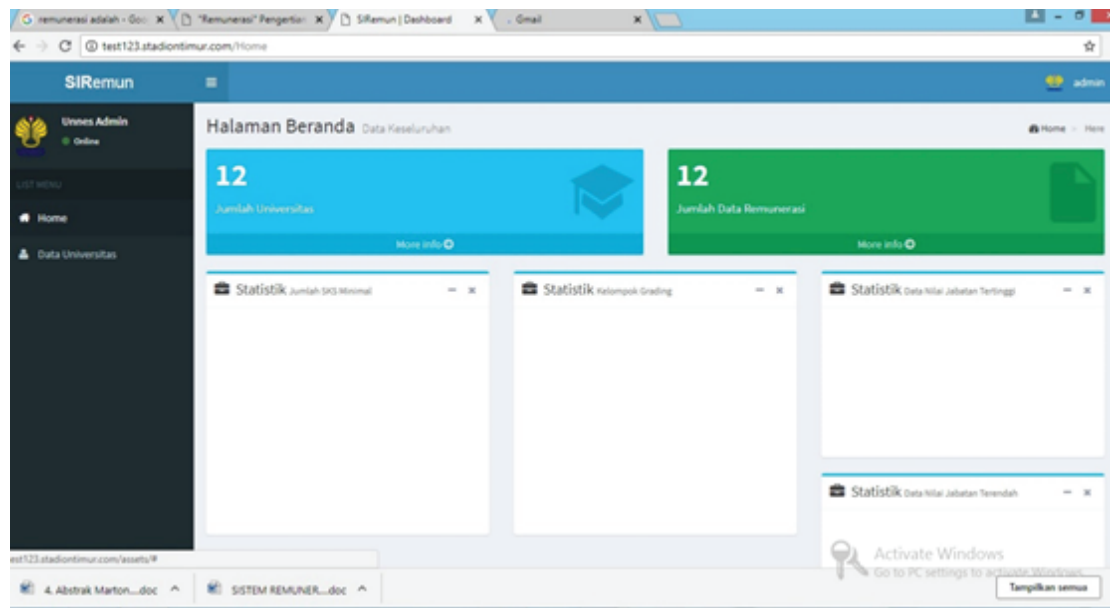 remunerasi adalah - Goo
"Remunerasi" Pengertian
SIRemun | Dashboard
Gmail
test123.stadiontimur.com/Home
SIRemun
admin
Unnes Admin
Online
LIST MENU
Home
Data Universitas
Halaman Beranda Data Keseluruhan
Home > Here
12
Jumlah Universitas
More info
12
Jumlah Data Remunerasi
More info
Statistik Jumlah SKS Minimal
Statistik Kelompok Grading
Statistik Data Nilai Jabatan Tertinggi
Statistik Data Nilai Jabatan Terendah
Activate Windows
Go to PC settings to activate Windows.
est123.stadiontimur.com/assets/#
4. Abstrak Marton....doc
SISTEM REMUNER....doc
Tampilkan semua